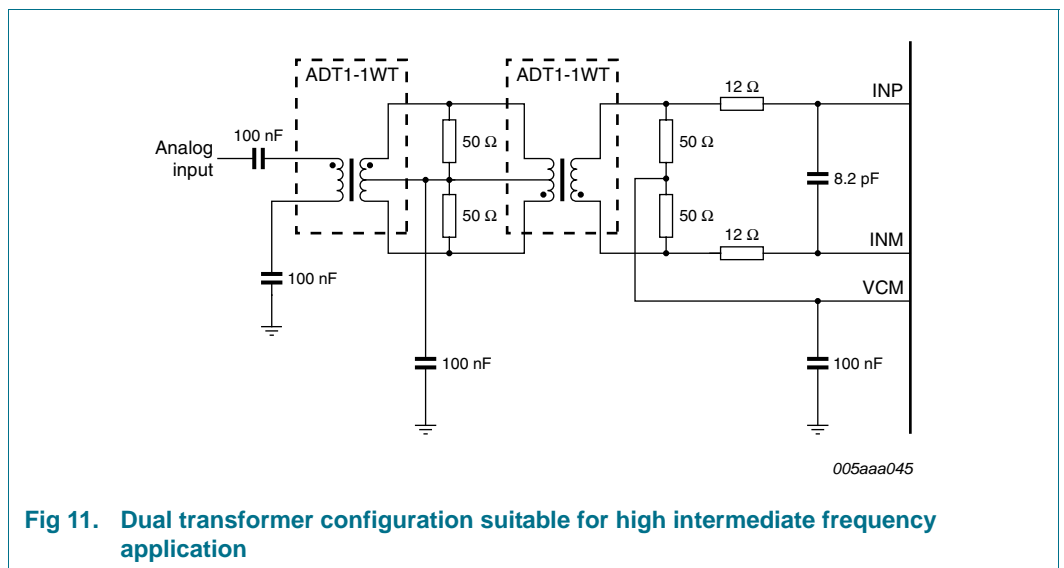 ADT1-1WT
ADT1-1WT
12 Ω
INP
100 nF
Analog
input
50 Ω
50 Ω
8.2 pF
50 Ω
50 Ω
12 Ω
INM
100 nF
VCM
100 nF
100 nF
005aaa045
Fig 11. Dual transformer configuration suitable for high intermediate frequency
application